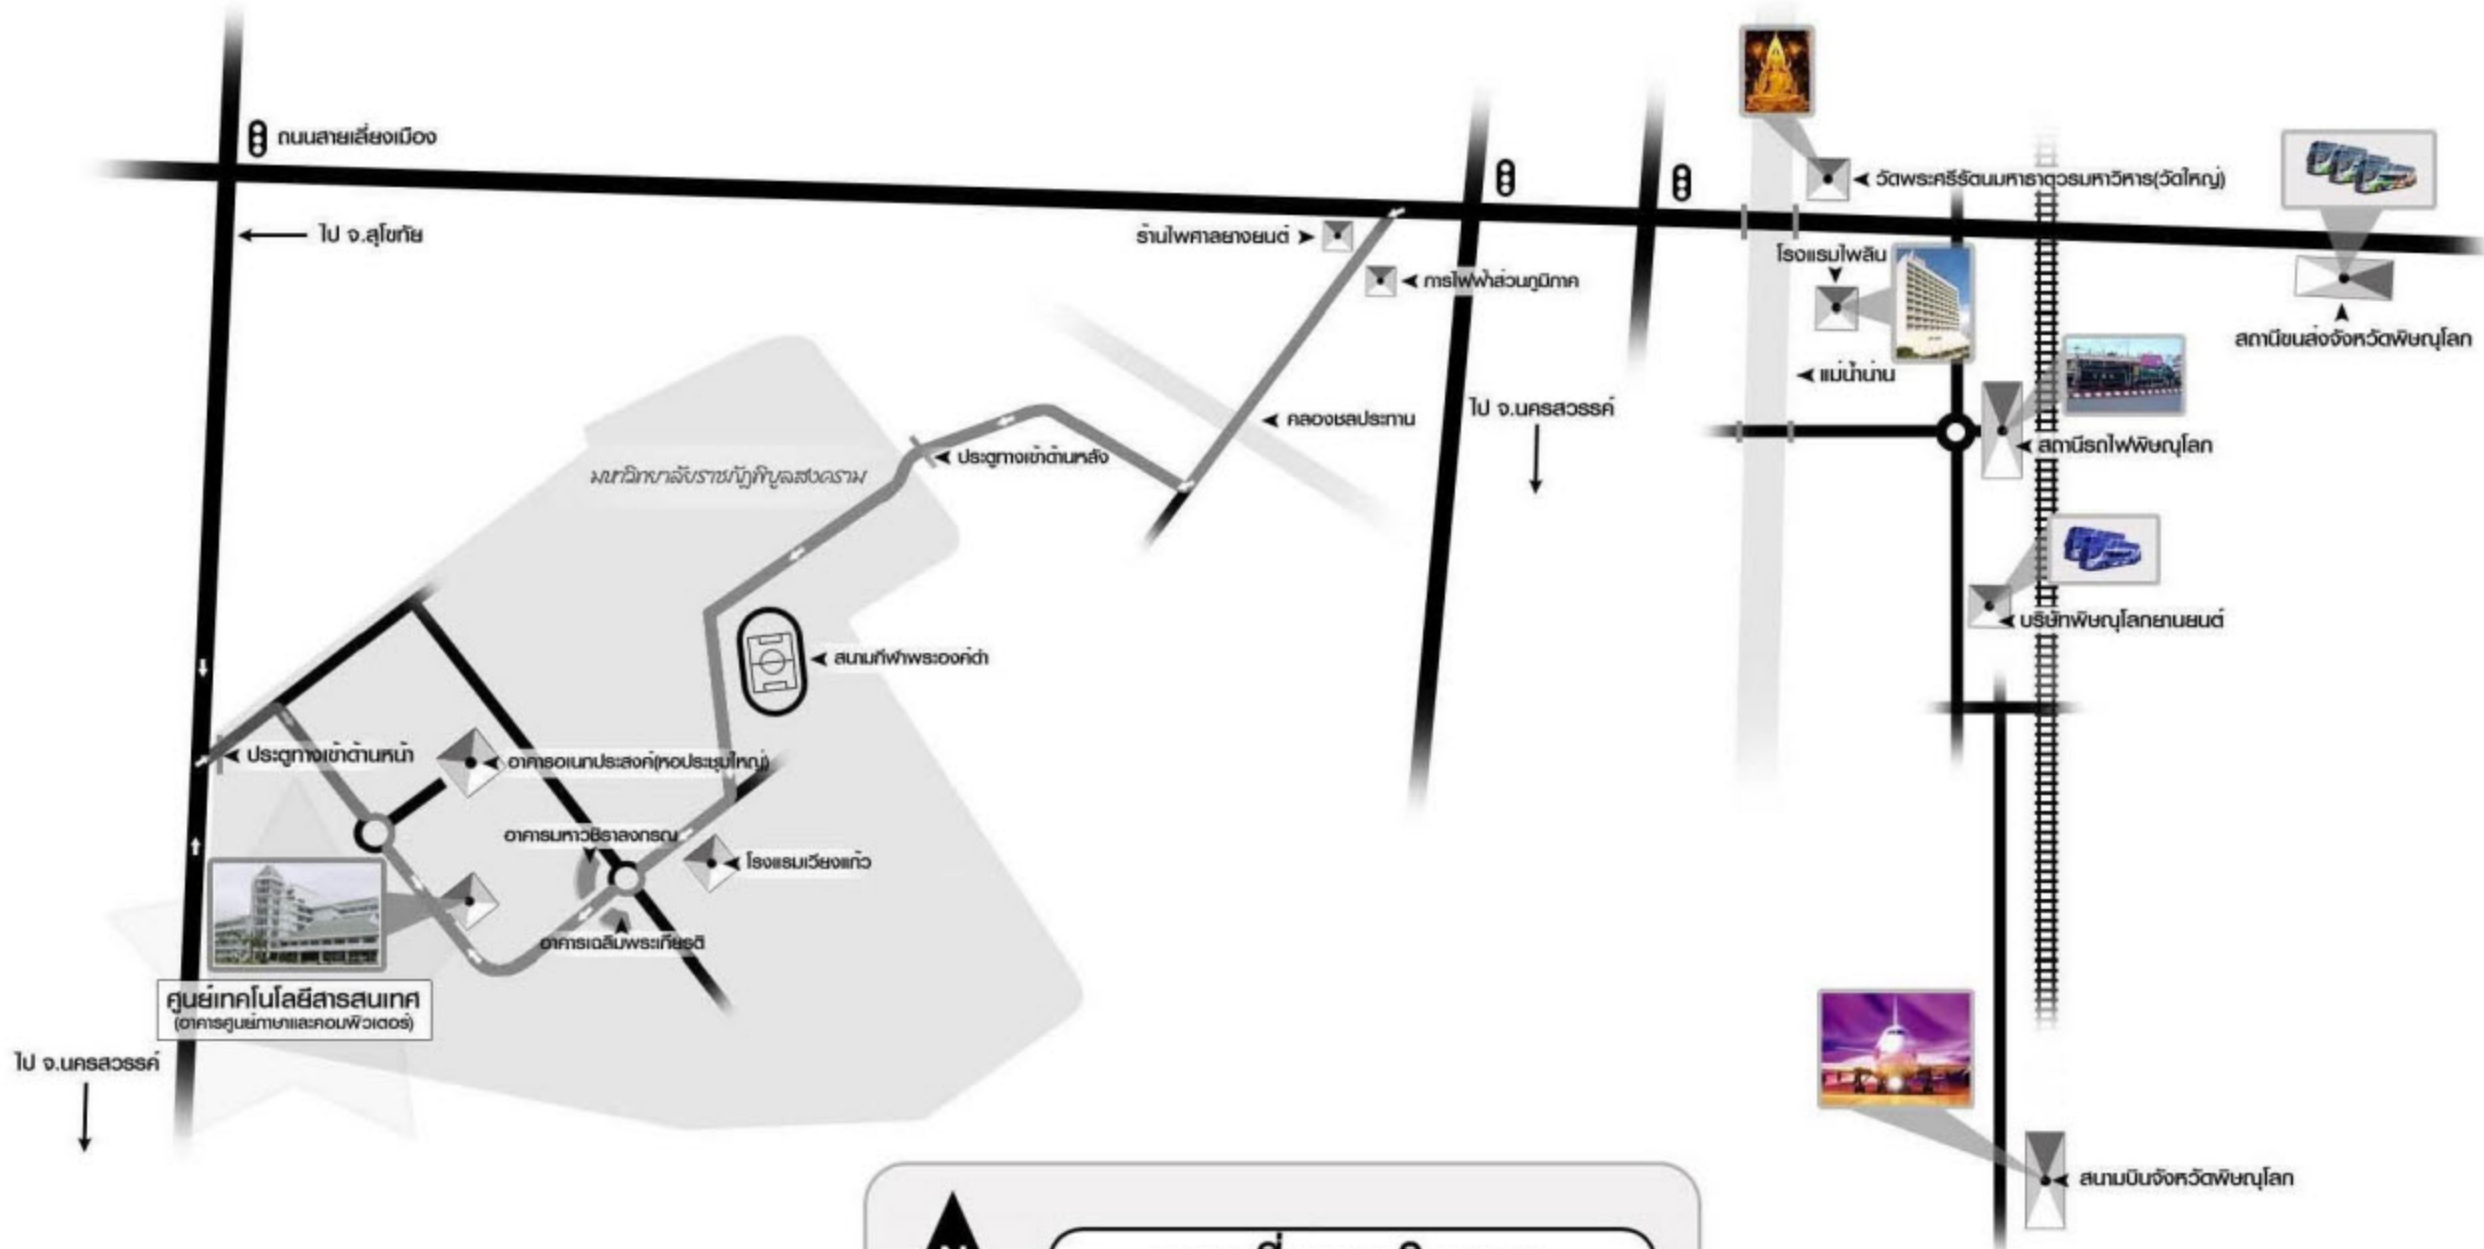 ถนนสายเลี่ยงเมือง
วัดพระศรีรัตนมหาธาตุวรมหาวิหาร(วัดใหญ่)
ไป จ.สุโขทัย
ร้านไพศาลยางยนต์
โรงแรมไพลิน
การไฟฟ้าส่วนภูมิภาค
สถานีขนส่งจังหวัดพิษณุโลก
แม่น้ำน่าน
ไป จ.นครสวรรค์
คลองชลประทาน
สถานีรถไฟพิษณุโลก
ประตูทางเข้าด้านหลัง
มหาวิทยาลัยราชภัฏพิบูลสงคราม
บริษัทพิษณุโลกยานยนต์
สนามกีฬาพระองค์ดำ
ประตูทางเข้าด้านหน้า
อาคารอเนกประสงค์(หอประชุมใหญ่)
อาคารมหาวชิราลงกรณ
โรงแรมเวียงแก้ว
อาคารเฉลิมพระเกียรติ
ศูนย์เทคโนโลยีสารสนเทศ
(อาคารศูนย์ภาษาและคอมพิวเตอร์)
ไป จ.นครสวรรค์
สนามบินจังหวัดพิษณุโลก